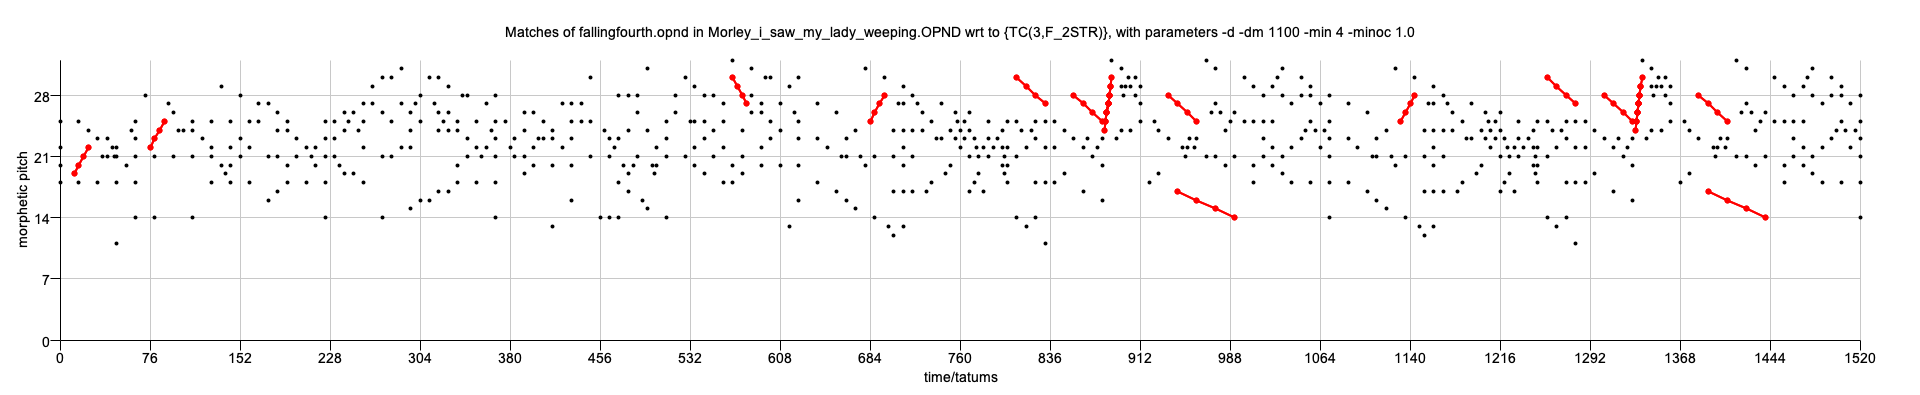 Matches of fallingfourth.opnd in Morley_i_saw_my_lady_weeping.OPND wrt to {TC(3,F_2STR)}, with parameters -d -dm 1100 -min 4 -minoc 1.0
morphetic pitch
28
21
14
7
0
0 76 152 228 304 380 456 532 608 684 760 836 912 988 1064 1140 1216 1292 1368 1444 1520
time/tatums